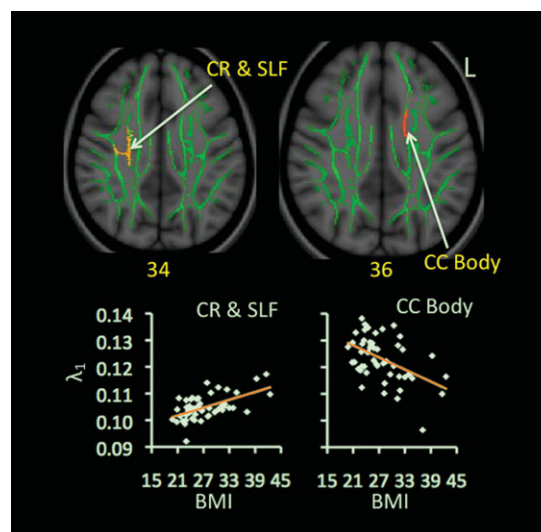 CR & SLF
L
34
36
CC Body
CR & SLF
CC Body
0.14
0.13
0.12
0.11
0.10
0.09
λ1
15 21 27 33 39 45
15 21 27 33 39 45
BMI
BMI